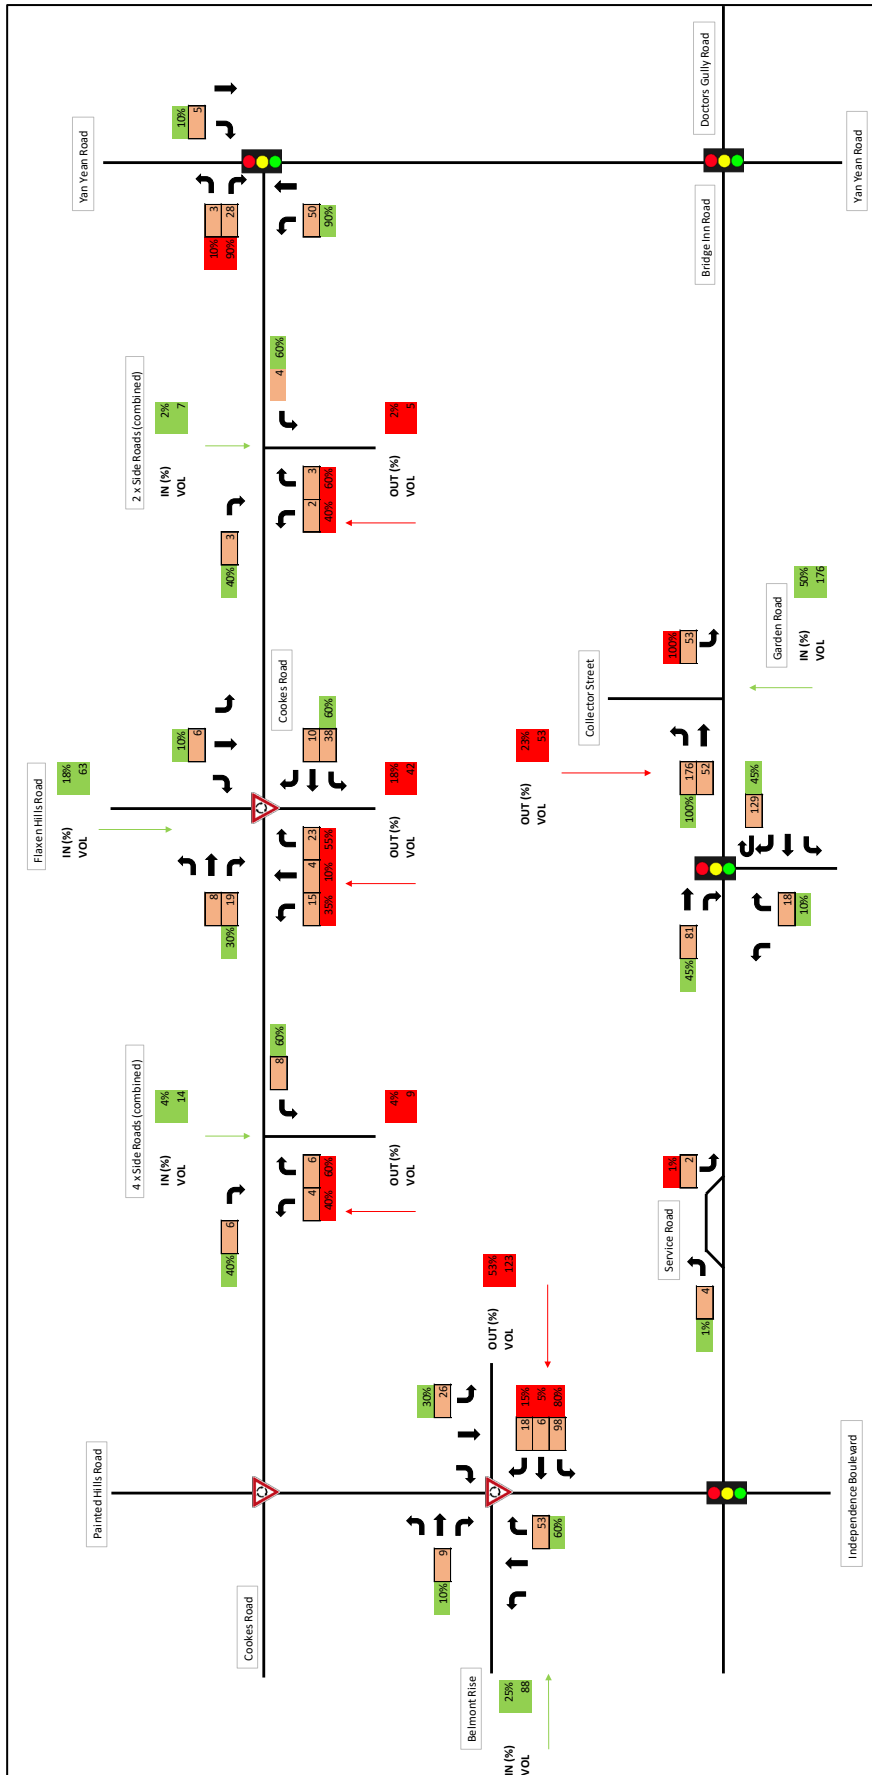 Yan Yean Road
10%
5
10%
3
90%
28
50
90%
Doctors Gully Road
Bridge Inn Road
Yan Yean Road
2 x Side Roads (combined)
IN (%) 2%
VOL 7
4 60%
40% 3
2 3
40% 60%
OUT (%) 2%
VOL 5
Flaxen Hills Road
IN (%) 18%
VOL 63
10%
6
Cookes Road
10
38 60%
8
30% 19
15 4 23
35% 10% 55%
OUT (%) 18%
VOL 42
Collector Street
100%
53
Garden Road
IN (%) 50%
VOL 176
OUT (%) 23%
VOL 53
176
100% 52
129 45%
45% 81
18
10%
4 x Side Roads (combined)
IN (%) 4%
VOL 14
8 60%
40% 6
4 6
40% 60%
OUT (%) 4%
VOL 9
Service Road
1%
2
1% 4
OUT (%) 53%
VOL 123
30%
26
18 15%
6 5%
98 80%
Painted Hills Road
Cookes Road
10% 9
53
60%
Belmont Rise
IN (%) 25%
VOL 88
Independence Boulevard